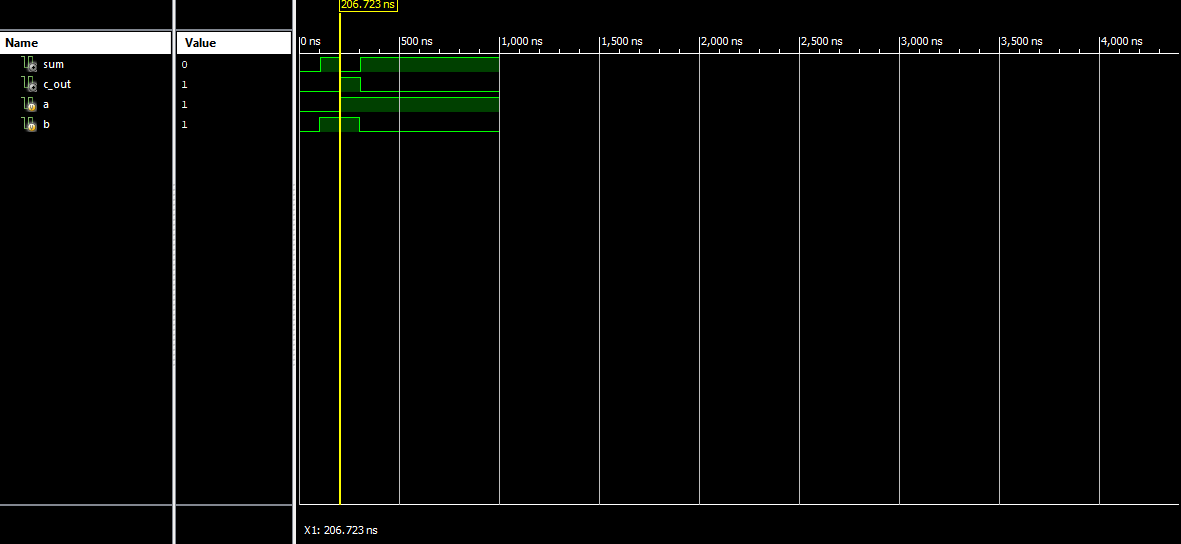 206.723 ns
Name Value
0 ns 500 ns 1,000 ns 1,500 ns 2,000 ns 2,500 ns 3,000 ns 3,500 ns 4,000 ns
sum 0
c_out 1
a 1
b 1
X1: 206.723 ns